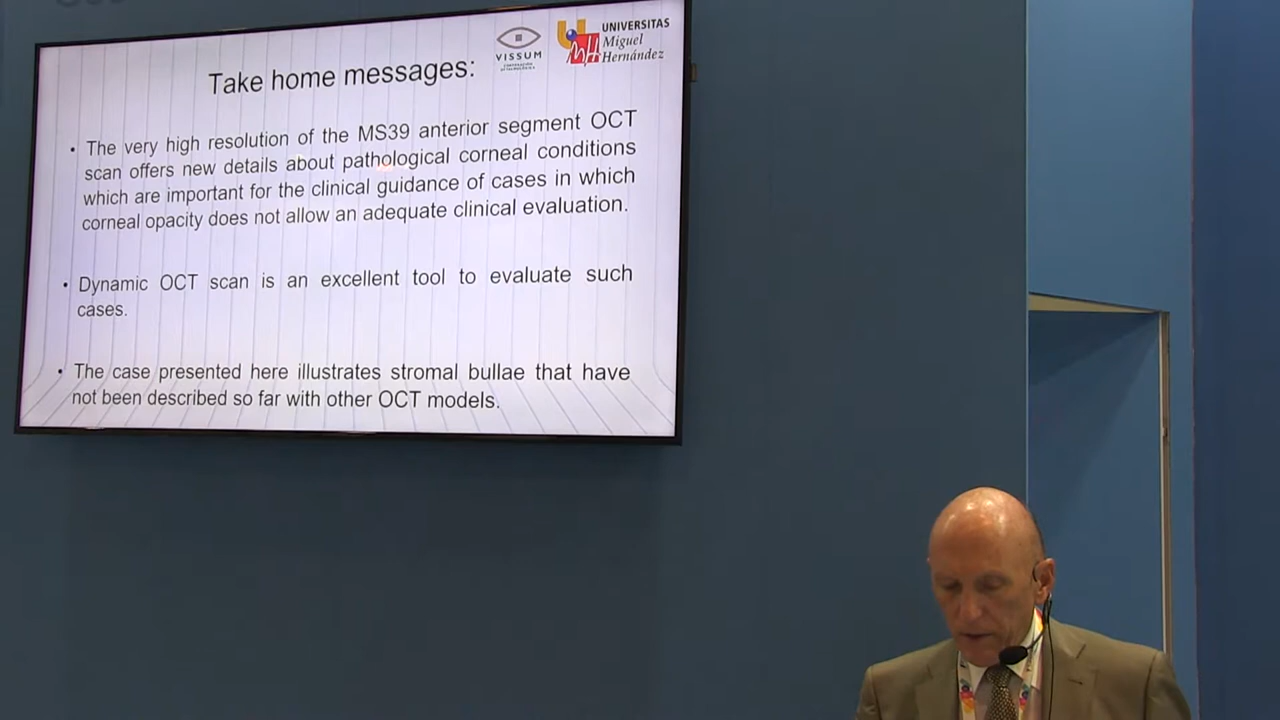 VISSUM
UNIVERSITAS
Miguel
Hernández
Take home messages:
• The very high resolution of the MS39 anterior segment OCT
scan offers new details about pathological corneal conditions
which are important for the clinical guidance of cases in which
corneal opacity does not allow an adequate clinical evaluation.
• Dynamic OCT scan is an excellent tool to evaluate such
cases.
• The case presented here illustrates stromal bullae that have
not been described so far with other OCT models.